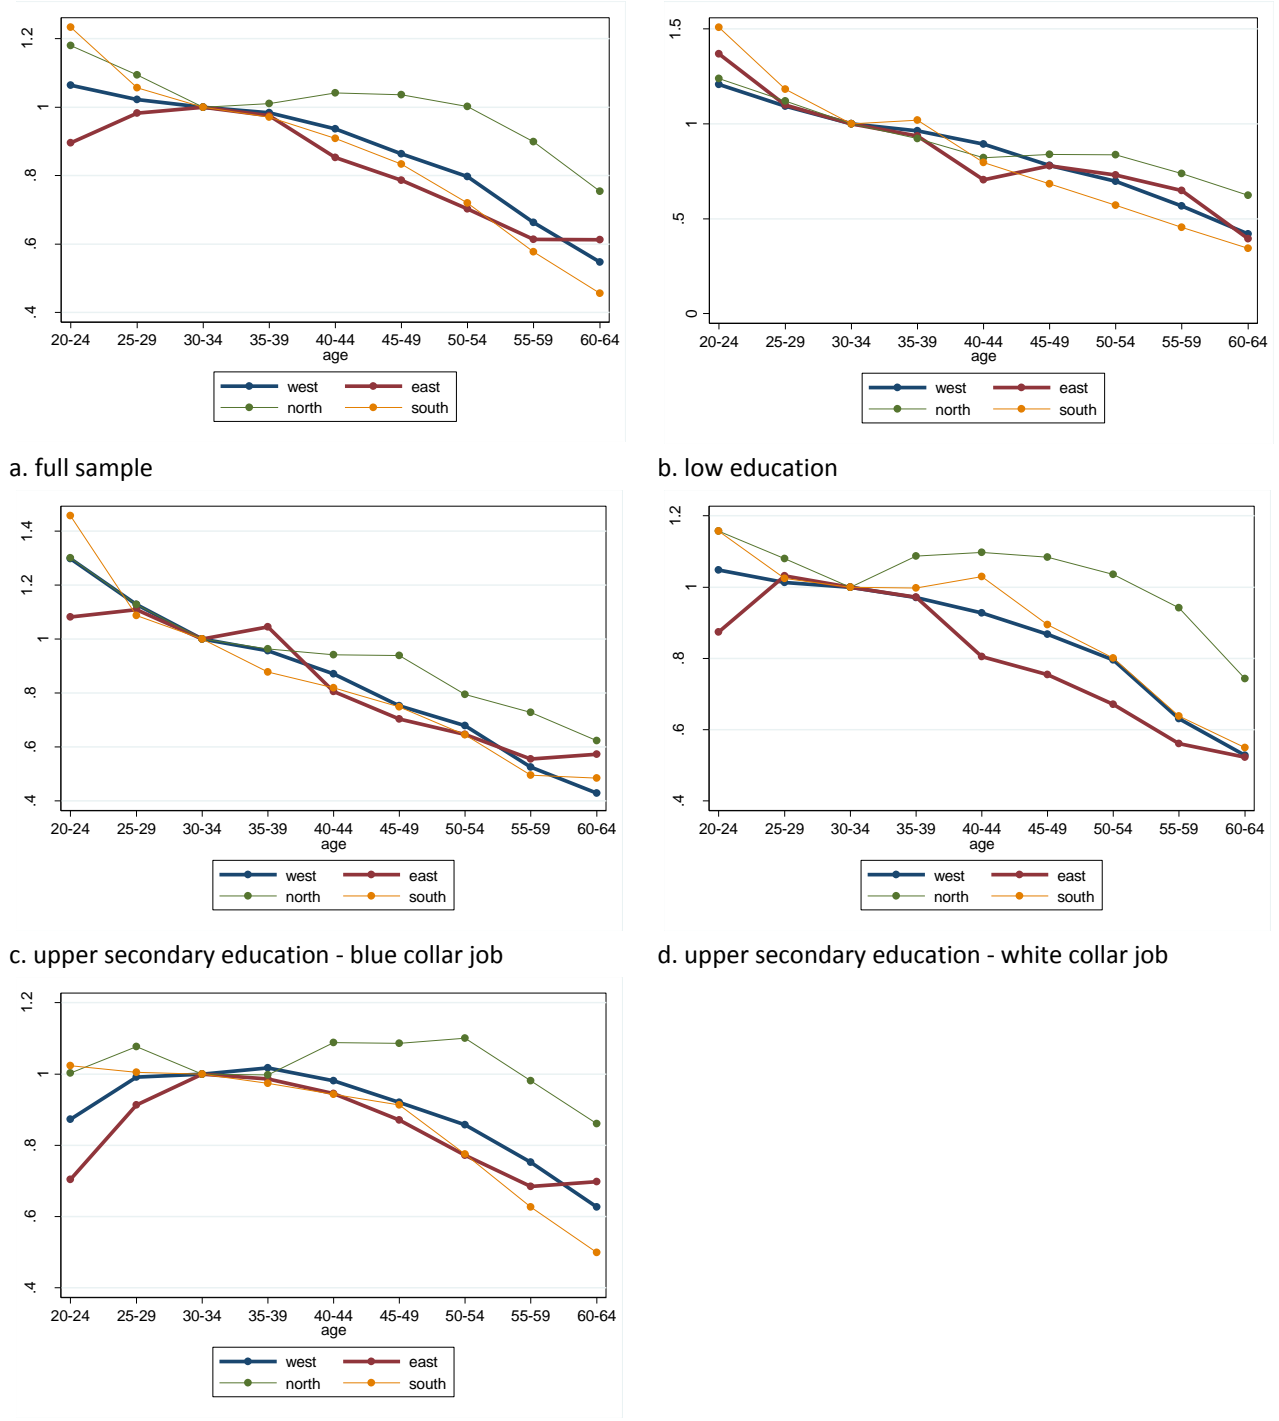 1.2
1
.8
.6
.4
20-24 25-29 30-34 35-39 40-44 45-49 50-54 55-59 60-64
age
west east
north south
1.5
1
.5
0
20-24 25-29 30-34 35-39 40-44 45-49 50-54 55-59 60-64
age
west east
north south
a. full sample
b. low education
1.4
1.2
1
.8
.6
.4
20-24 25-29 30-34 35-39 40-44 45-49 50-54 55-59 60-64
age
west east
north south
1.2
1
.8
.6
.4
20-24 25-29 30-34 35-39 40-44 45-49 50-54 55-59 60-64
age
west east
north south
c. upper secondary education - blue collar job
d. upper secondary education - white collar job
1.2
1
.8
.6
.4
20-24 25-29 30-34 35-39 40-44 45-49 50-54 55-59 60-64
age
west east
north south